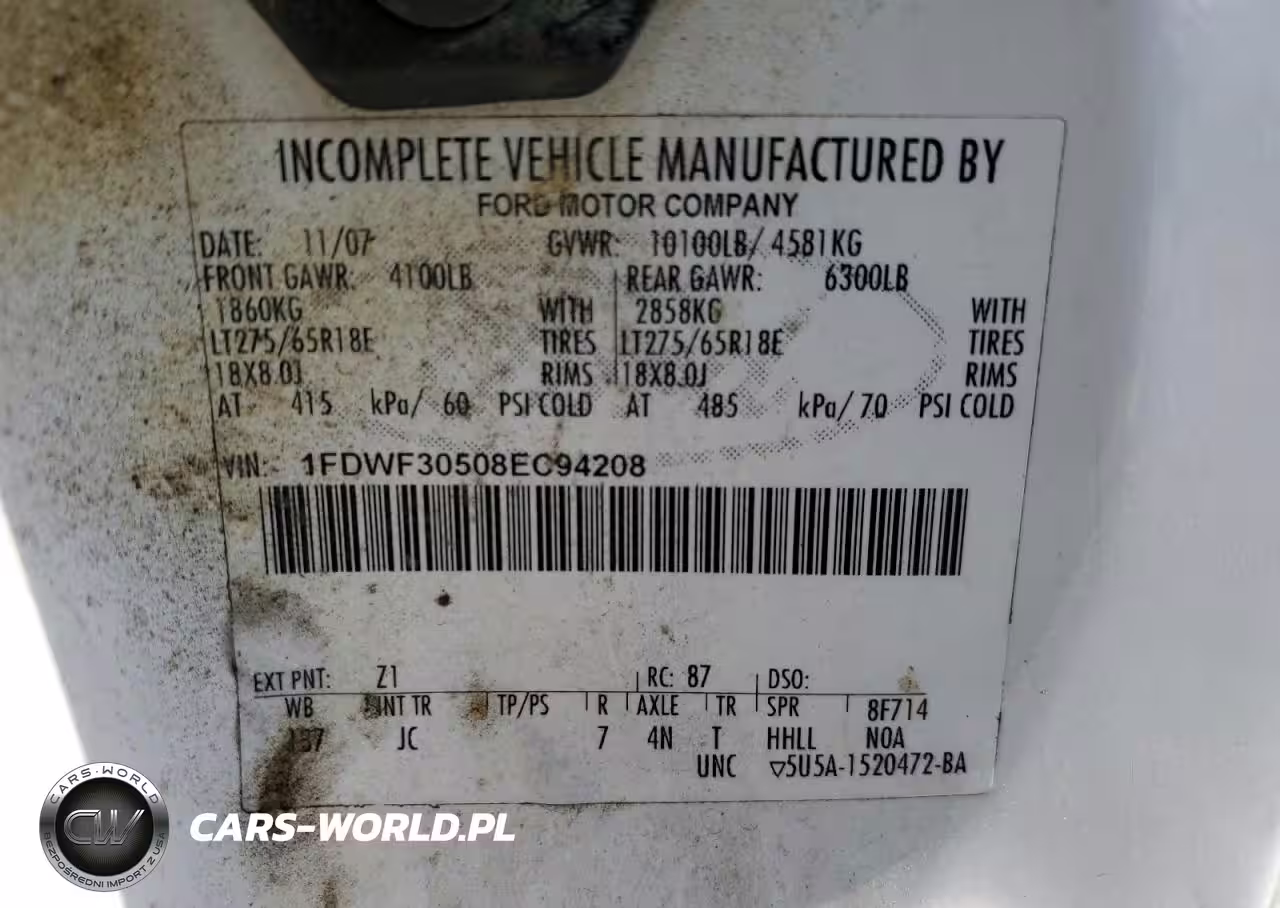 INCOMPLETE VEHICLE MANUFACTURED BY
FORD MOTOR COMPANY
DATE: 11/07 GVWR: 10100LB/ 4581KG
FRONT GAWR: 4100LB REAR GAWR: 6300LB
1860KG WITH 2858KG WITH
LT275/65R18E TIRES LT275/65R18E TIRES
18X8.0J RIMS 18X8.0J RIMS
AT 415 kPa/ 60 PSI COLD AT 485 kPa/ 70 PSI COLD
VIN: 1FDWF30508EC94208
EXT PNT: Z1 RC: 87 DSO:
WB INT TR TP/PS R AXLE TR SPR 8F714
137 JC 7 4N T HHLL N0A
UNC ▽5U5A-1520472-BA
CARS-WORLD
CW
BEZPOŚREDNI IMPORT Z USA
CARS-WORLD.PL